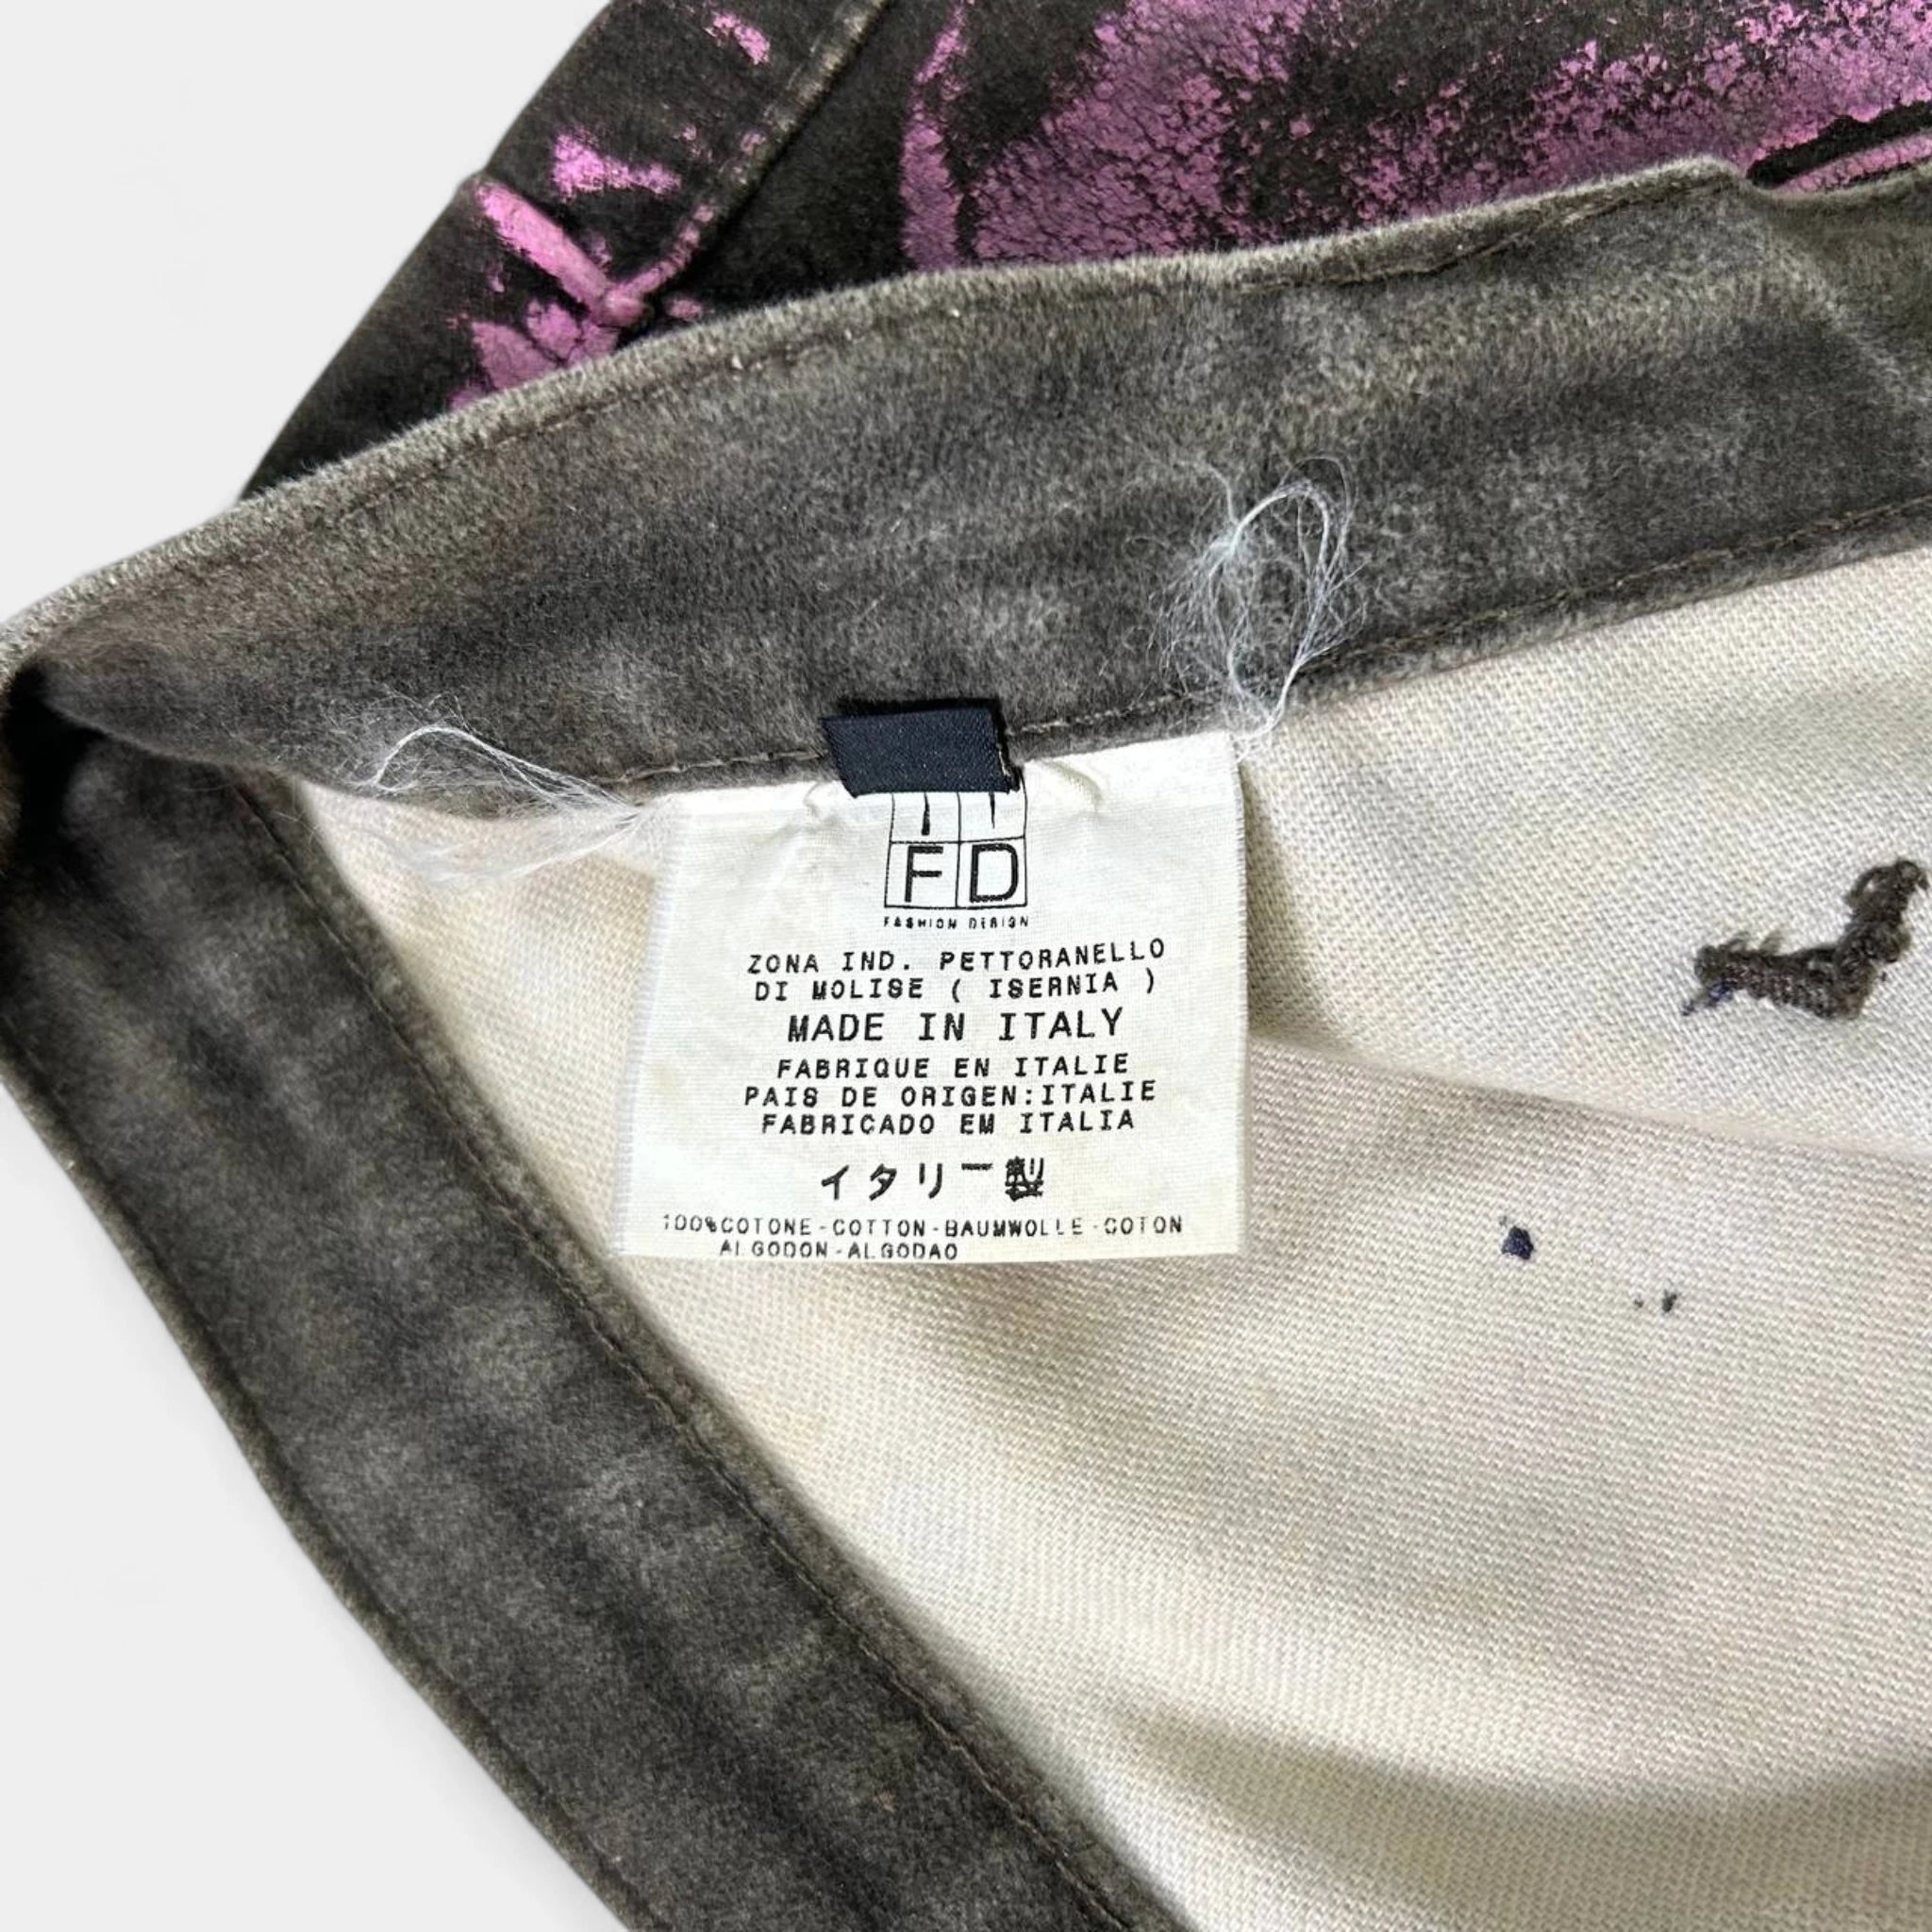 F D
FASHION DESIGN
ZONA IND. PETTORANELLO
DI MOLISE ( ISERNIA )
MADE IN ITALY
FABRIQUE EN ITALIE
PAIS DE ORIGEN:ITALIE
FABRICADO EM ITALIA
イタリー製
100%COTONE-COTTON-BAUMWOLLE-COTON
ALGODON-ALGODAO